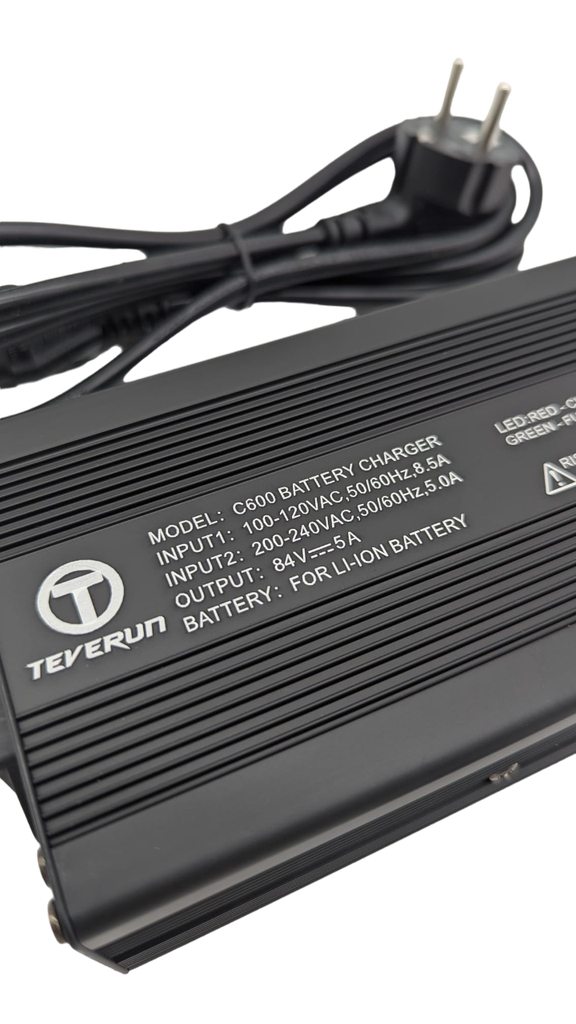 MODEL: C600 BATTERY CHARGER
INPUT1: 100-120VAC,50/60Hz,8.5A
INPUT2: 200-240VAC,50/60Hz,5.0A
OUTPUT: 84V⎓5A
BATTERY: FOR LI-ION BATTERY
T
TEVERUN
LED:RED-
GREEN-